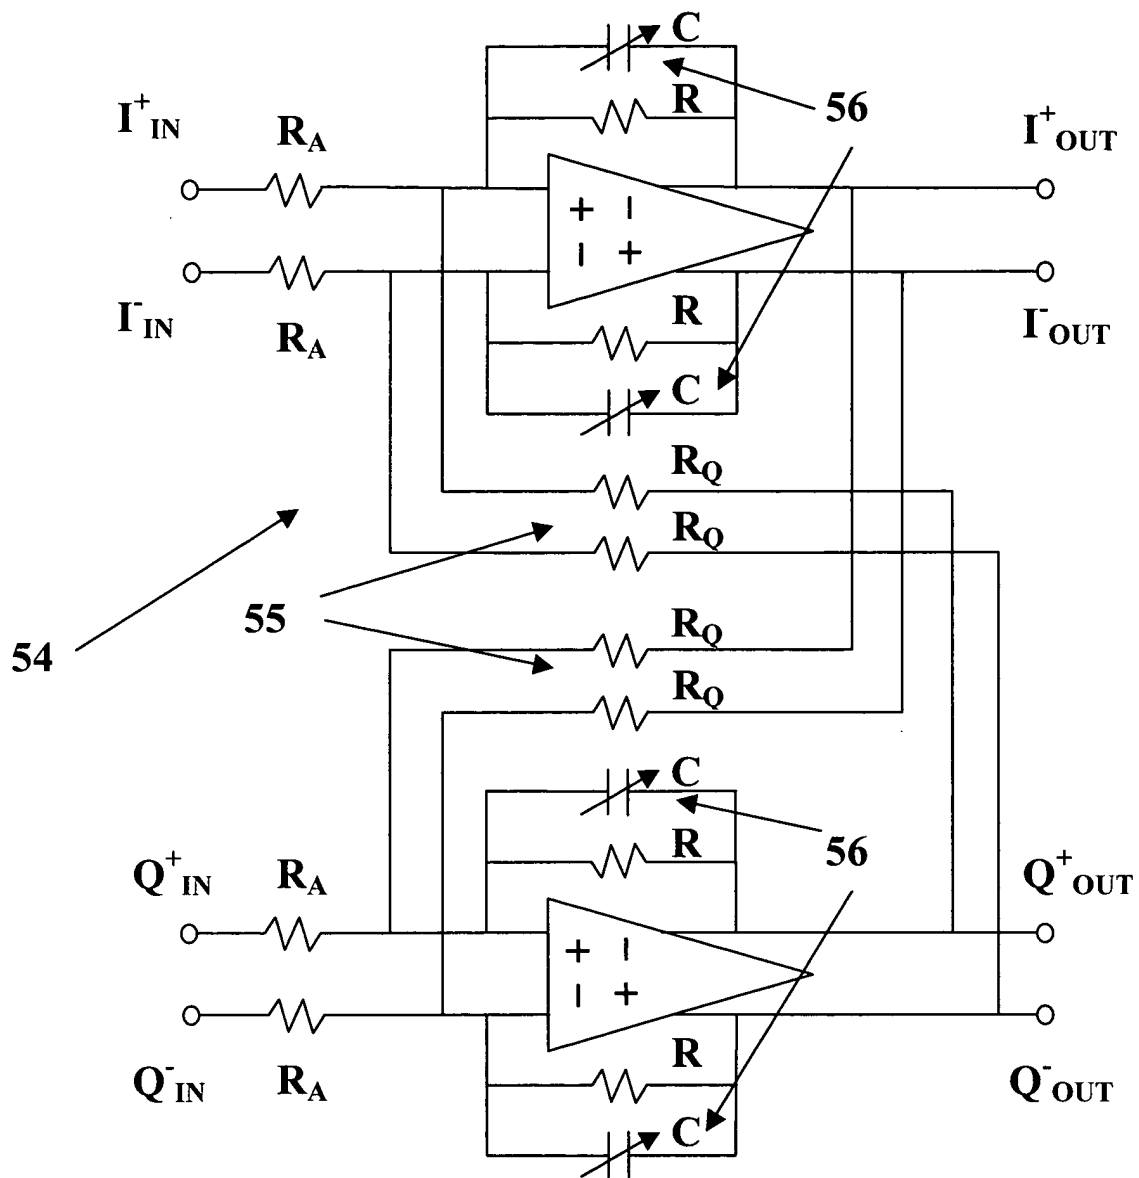 C
R
56
I⁺IN
RA
I⁺OUT
+ −
− +
I⁻IN
RA
R
I⁻OUT
C
RQ
RQ
54
55
RQ
RQ
C
R
56
Q⁺IN
RA
Q⁺OUT
+ −
− +
Q⁻IN
RA
R
Q⁻OUT
C